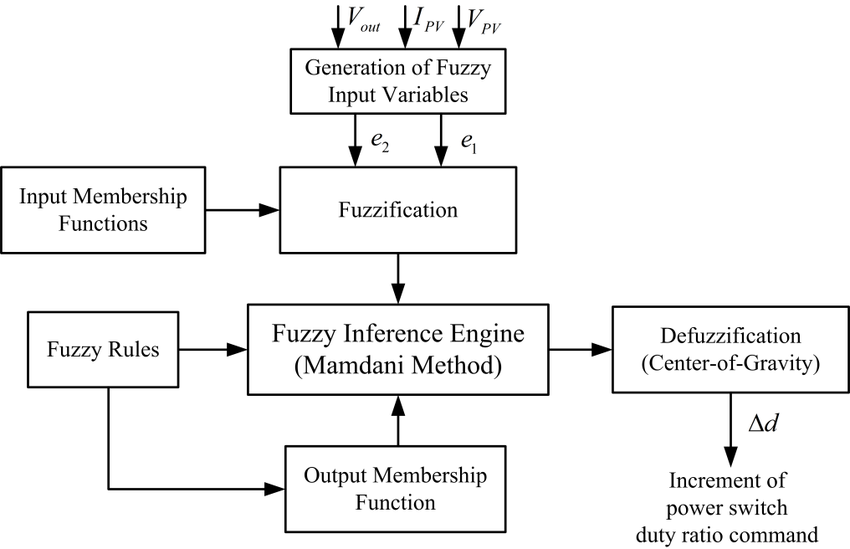 V_out I_PV V_PV
Generation of Fuzzy
Input Variables
e_2 e_1
Input Membership
Functions
Fuzzification
Fuzzy Rules
Fuzzy Inference Engine
(Mamdani Method)
Defuzzification
(Center-of-Gravity)
Output Membership
Function
Δd
Increment of
power switch
duty ratio command